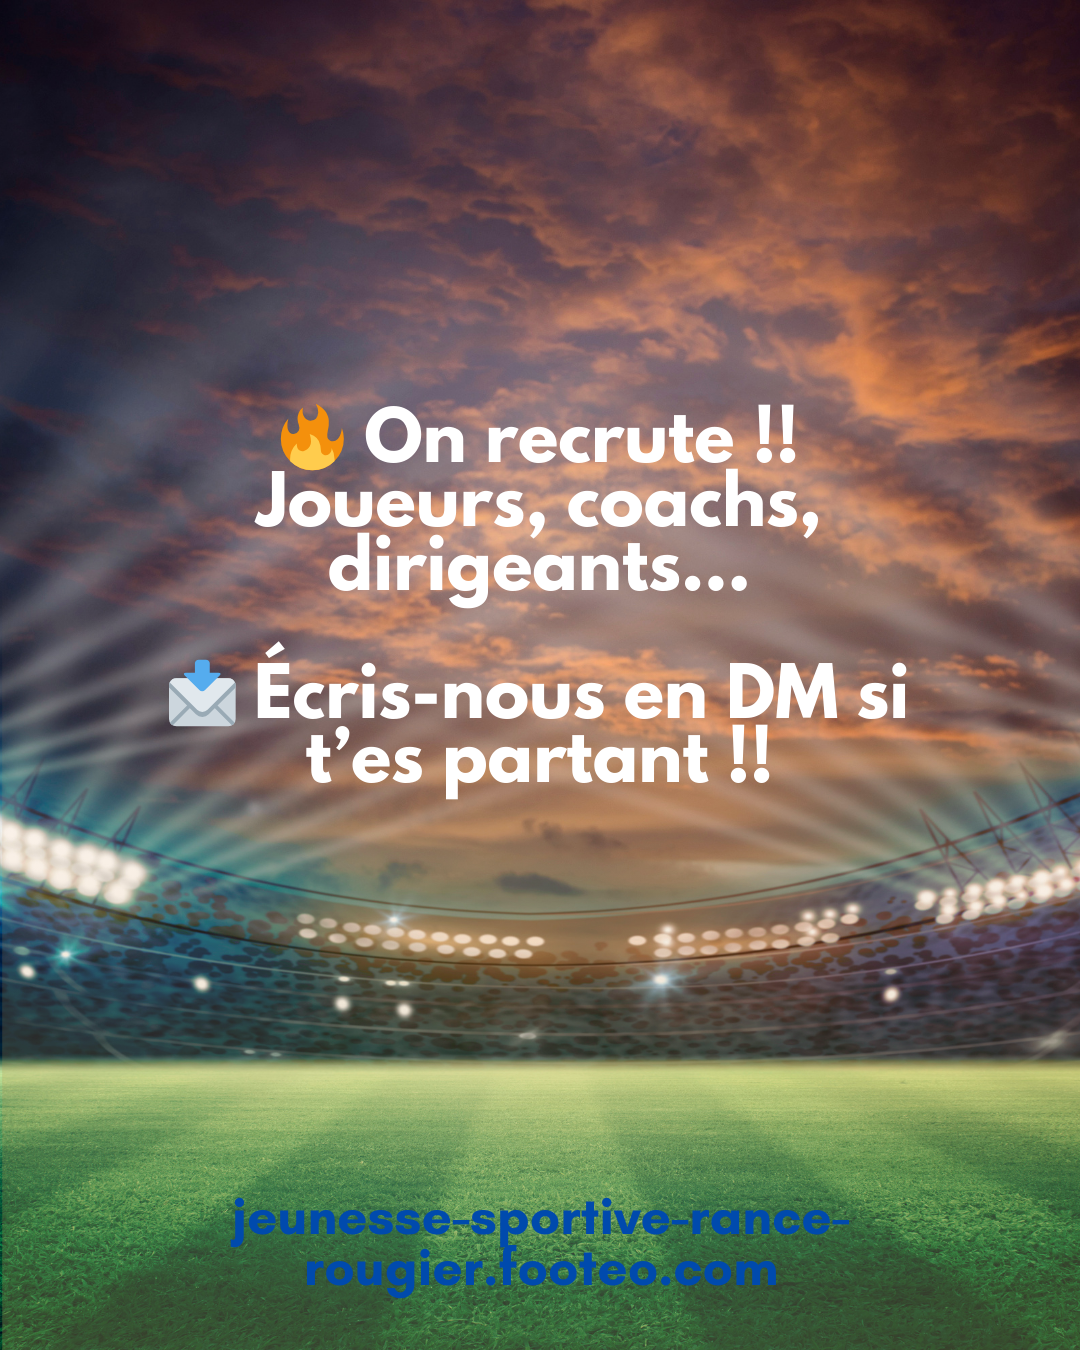 🔥 On recrute !!
Joueurs, coachs,
dirigeants...
📩 Écris-nous en DM si
t’es partant !!
jeunesse-sportive-rance-
rougier.footeo.com